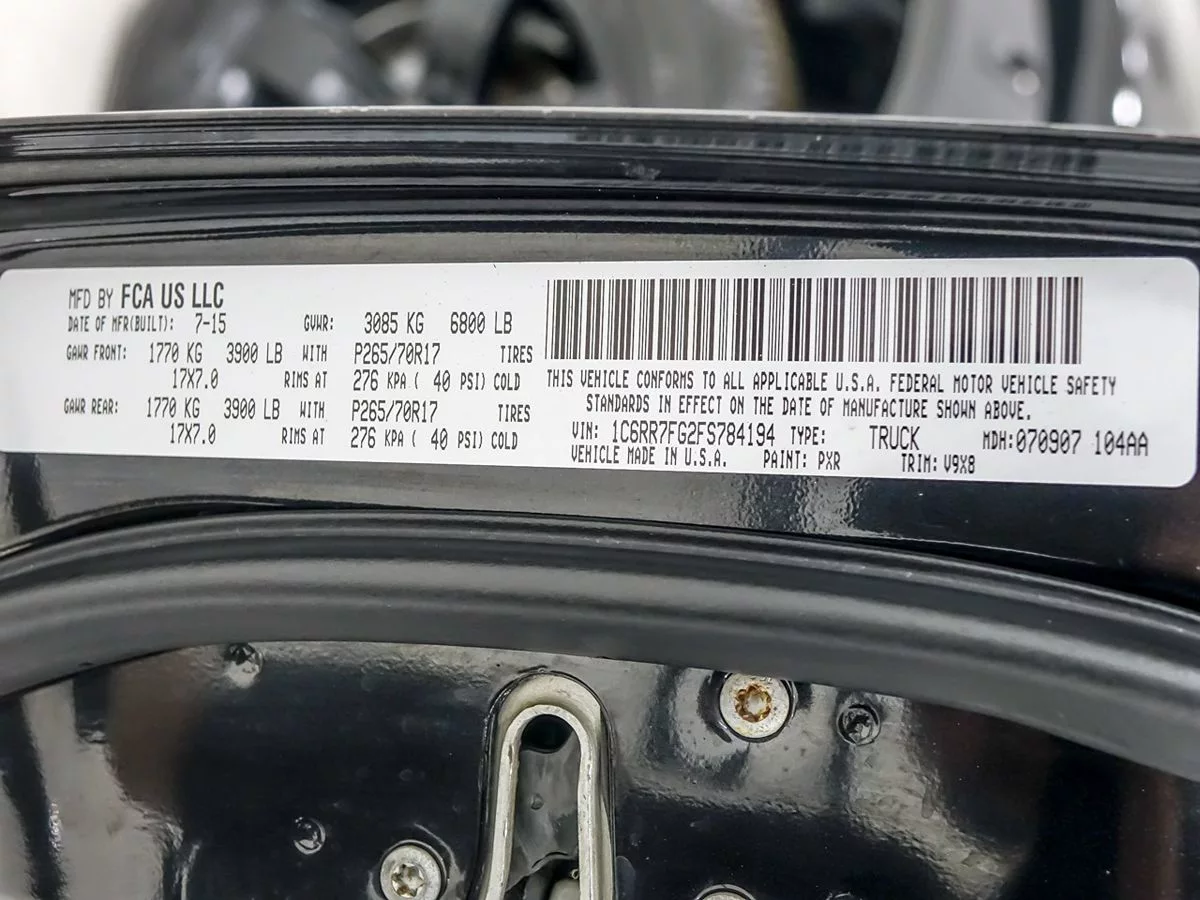 MFD BY FCA US LLC
DATE OF MFR(BUILT): 7-15 GVWR: 3085 KG 6800 LB
GAWR FRONT: 1770 KG 3900 LB WITH P265/70R17 TIRES
17X7.0 RIMS AT 276 KPA ( 40 PSI) COLD
GAWR REAR: 1770 KG 3900 LB WITH P265/70R17 TIRES
17X7.0 RIMS AT 276 KPA ( 40 PSI) COLD
THIS VEHICLE CONFORMS TO ALL APPLICABLE U.S.A. FEDERAL MOTOR VEHICLE SAFETY
STANDARDS IN EFFECT ON THE DATE OF MANUFACTURE SHOWN ABOVE.
VIN: 1C6RR7FG2FS784194 TYPE: TRUCK MDH:070907 104AA
VEHICLE MADE IN U.S.A. PAINT: PXR TRIM: V9X8